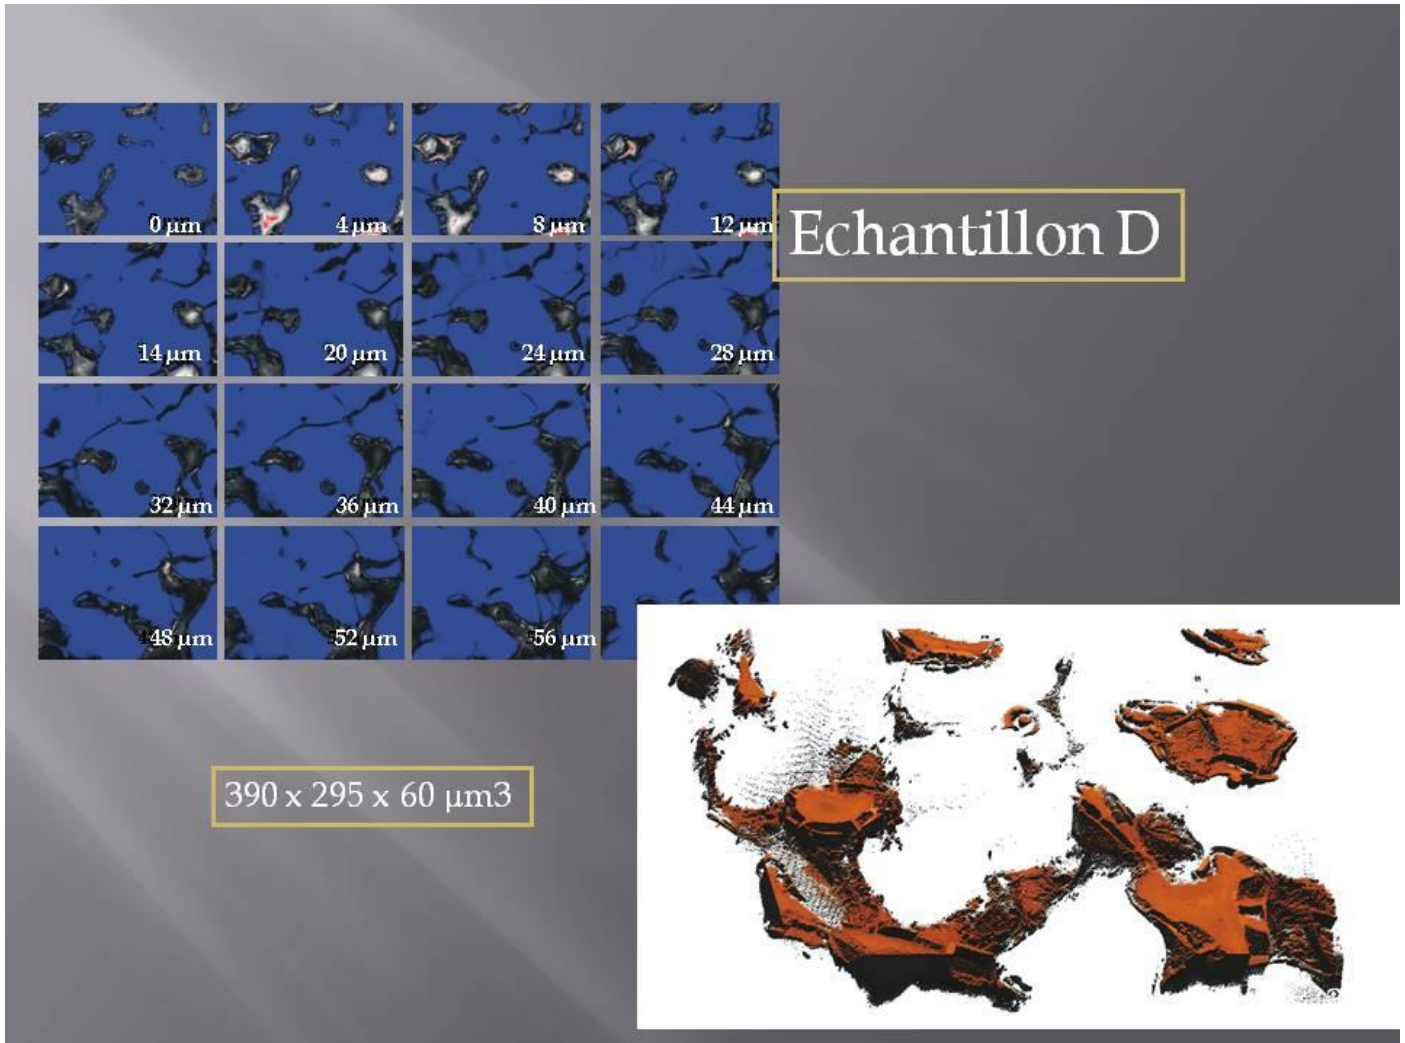 0 µm
4 µm
8 µm
12 µm
Echantillon D
14 µm
20 µm
24 µm
28 µm
32 µm
36 µm
40 µm
44 µm
48 µm
52 µm
56 µm
390 x 295 x 60 µm3